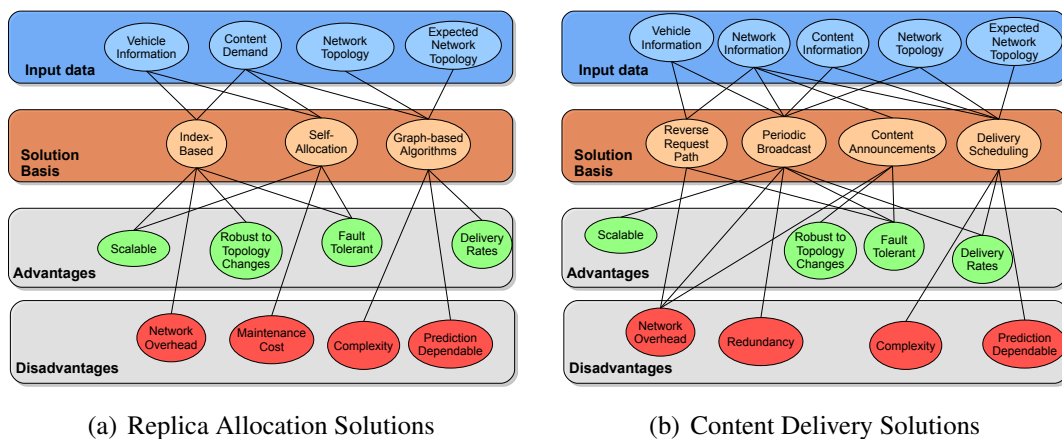 Vehicle
Information
Content
Demand
Network
Topology
Expected
Network
Topology
Input data
Index-
Based
Self-
Allocation
Graph-based
Algorithms
Solution
Basis
Scalable
Robust to
Topology
Changes
Fault
Tolerant
Delivery
Rates
Advantages
Network
Overhead
Maintenance
Cost
Complexity
Prediction
Dependable
Disadvantages
(a) Replica Allocation Solutions
Vehicle
Information
Network
Information
Content
Information
Network
Topology
Expected
Network
Topology
Input data
Reverse
Request
Path
Periodic
Broadcast
Content
Announcements
Delivery
Scheduling
Solution
Basis
Scalable
Robust to
Topology
Changes
Fault
Tolerant
Delivery
Rates
Advantages
Network
Overhead
Redundancy
Complexity
Prediction
Dependable
Disadvantages
(b) Content Delivery Solutions